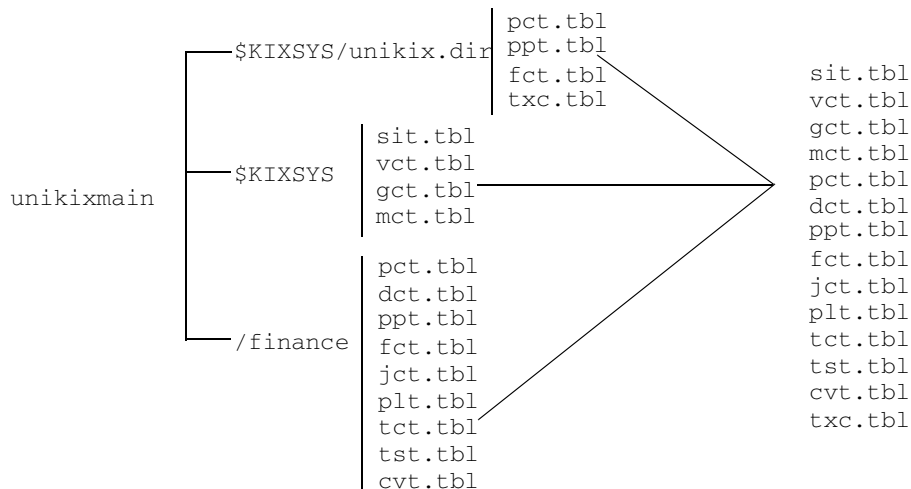 $KIXSYS/unikix.dir
pct.tbl
ppt.tbl
fct.tbl
txc.tbl
unikixmain
$KIXSYS
sit.tbl
vct.tbl
gct.tbl
mct.tbl
/finance
pct.tbl
dct.tbl
ppt.tbl
fct.tbl
jct.tbl
plt.tbl
tct.tbl
tst.tbl
cvt.tbl
sit.tbl
vct.tbl
gct.tbl
mct.tbl
pct.tbl
dct.tbl
ppt.tbl
fct.tbl
jct.tbl
plt.tbl
tct.tbl
tst.tbl
cvt.tbl
txc.tbl